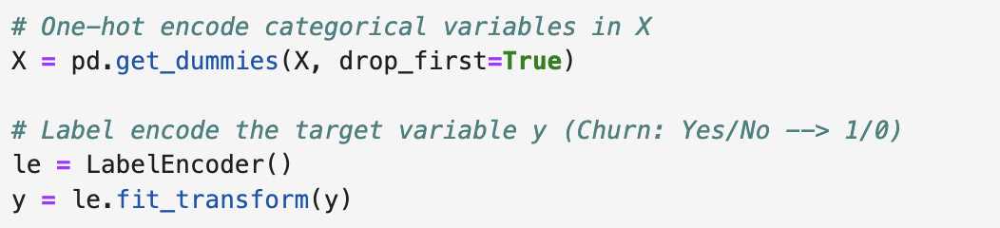 # One-hot encode categorical variables in X
X = pd.get_dummies(X, drop_first=True)
# Label encode the target variable y (Churn: Yes/No --> 1/0)
le = LabelEncoder()
y = le.fit_transform(y)